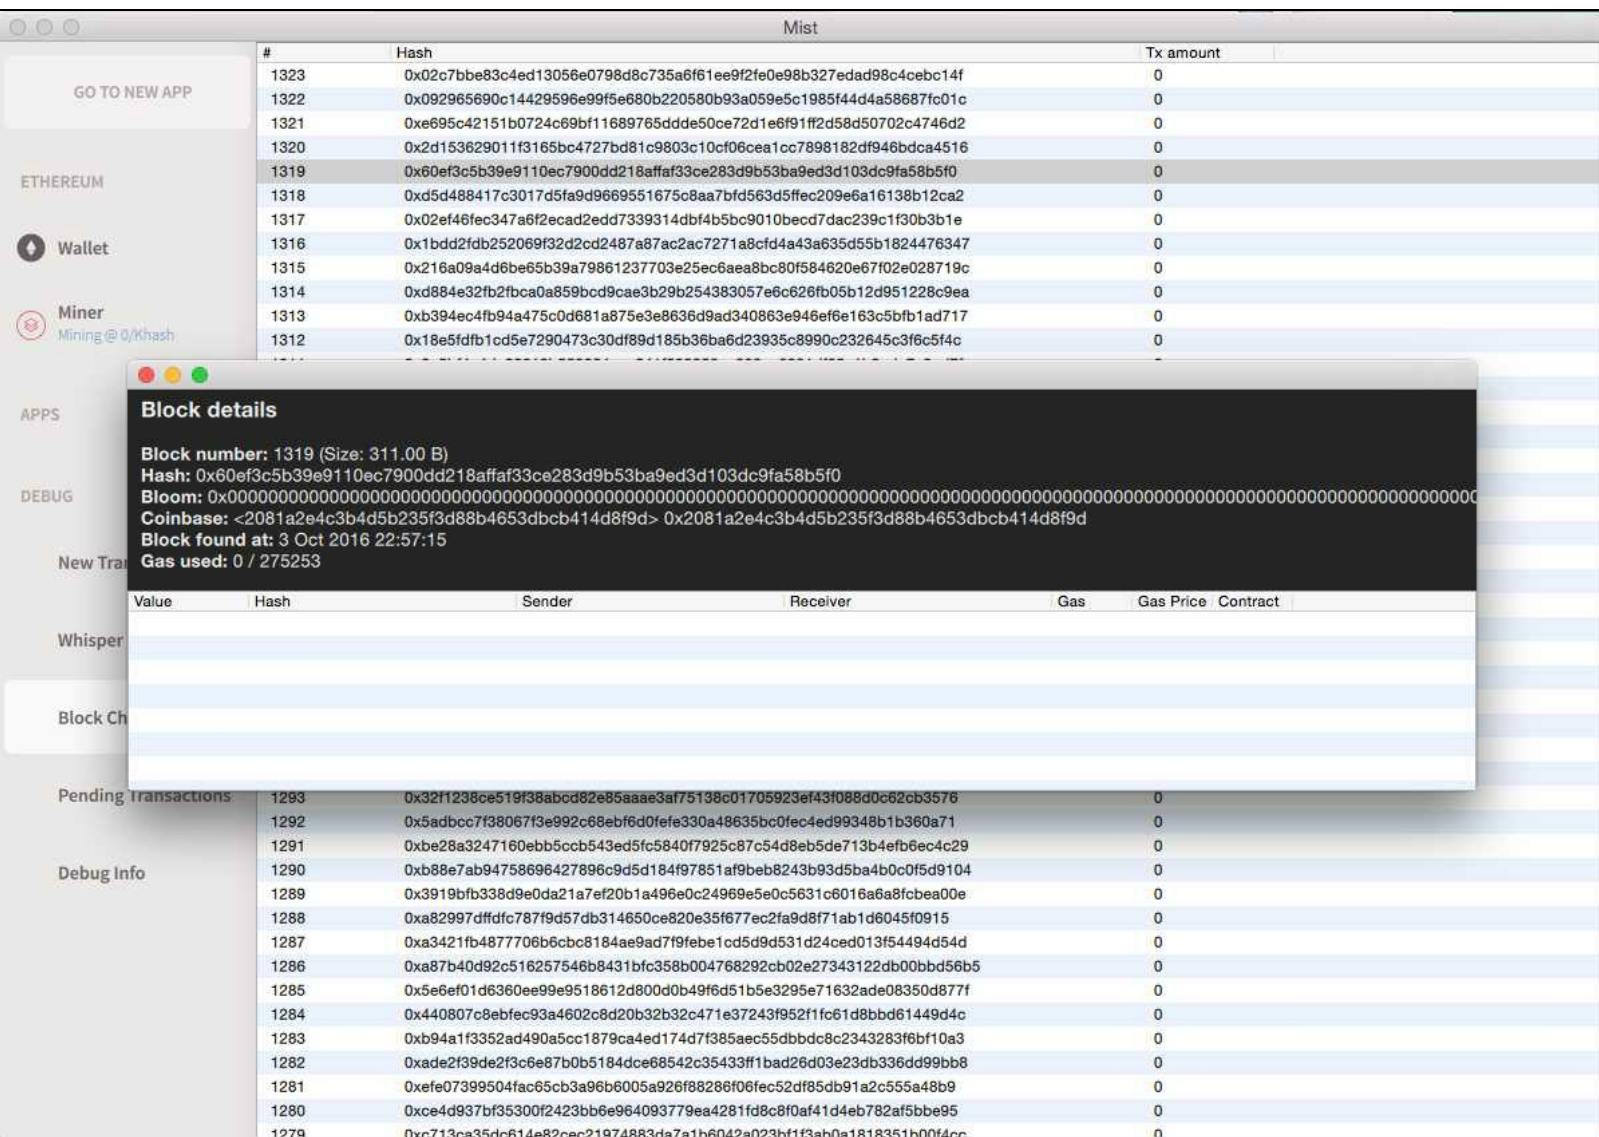 Mist
GO TO NEW APP
ETHEREUM
Wallet
Miner
Mining @ 0/Khash
APPS
DEBUG
New Tra
Whisper
Block Ch
Pending Transactions
Debug Info
# Hash Tx amount
1323 0x02c7bbe83c4ed13056e0798d8c735a6f61ee9f2fe0e98b327edad98c4cebc14f 0
1322 0x092965690c14429596e99f5e680b220580b93a059e5c1985f44d4a58687fc01c 0
1321 0xe695c42151b0724c69bf11689765ddde50ce72d1e6f91ff2d58d50702c4746d2 0
1320 0x2d153629011f3165bc4727bd81c9803c10cf06cea1cc7898182df946bdca4516 0
1319 0x60ef3c5b39e9110ec7900dd218affaf33ce283d9b53ba9ed3d103dc9fa58b5f0 0
1318 0xd5d488417c3017d5fa9d9669551675c8aa7bfd563d5ffec209e6a16138b12ca2 0
1317 0x02ef46fec347a6f2ecad2edd7339314dbf4b5bc9010becd7dac239c1f30b3b1e 0
1316 0x1bdd2fdb252069f32d2cd2487a87ac2ac7271a8cfd4a43a635d55b1824476347 0
1315 0x216a09a4d6be65b39a79861237703e25ec6aea8bc80f584620e67f02e028719c 0
1314 0xd884e32fb2fbca0a859bcd9cae3b29b254383057e6c626fb05b12d951228c9ea 0
1313 0xb394ec4fb94a475c0d681a875e3e8636d9ad340863e946ef6e163c5bfb1ad717 0
1312 0x18e5fdfb1cd5e7290473c30df89d185b36ba6d23935c8990c232645c3f6c5f4c 0
Block details
Block number: 1319 (Size: 311.00 B)
Hash: 0x60ef3c5b39e9110ec7900dd218affaf33ce283d9b53ba9ed3d103dc9fa58b5f0
Coinbase: <2081a2e4c3b4d5b235f3d88b4653dbcb414d8f9d> 0x2081a2e4c3b4d5b235f3d88b4653dbcb414d8f9d
Block found at: 3 Oct 2016 22:57:15
Gas used: 0 / 275253
Value Hash Sender Receiver Gas Gas Price Contract
1293 0x32f1238ce519f38abcd82e85aaae3af75138c01705923ef43f088d0c62cb3576 0
1292 0x5adbcc7f38067f3e992c68ebf6d0fefe330a48635bc0fec4ed99348b1b360a71 0
1291 0xbe28a3247160ebb5ccb543ed5fc5840f7925c87c54d8eb5de713b4efb6ec4c29 0
1290 0xb88e7ab94758696427896c9d5d184f97851af9beb8243b93d5ba4b0c0f5d9104 0
1289 0x3919bfb338d9e0da21a7ef20b1a496e0c24969e5e0c5631c6016a6a8fcbea00e 0
1288 0xa82997dffdfc787f9d57db314650ce820e35f677ec2fa9d8f71ab1d6045f0915 0
1287 0xa3421fb4877706b6cbc8184ae9ad7f9febe1cd5d9d531d24ced013f54494d54d 0
1286 0xa87b40d92c516257546b8431bfc358b004768292cb02e27343122db00bbd56b5 0
1285 0x5e6ef01d6360ee99e9518612d800d0b49f6d51b5e3295e71632ade08350d877f 0
1284 0x440807c8ebfec93a4602c8d20b32b32c471e37243f952f1fc61d8bbd61449d4c 0
1283 0xb94a1f3352ad490a5cc1879ca4ed174d7f385aec55dbbdc8c2343283f6bf10a3 0
1282 0xade2f39de2f3c6e87b0b5184dce68542c35433ff1bad26d03e23db336dd99bb8 0
1281 0xefe07399504fac65cb3a96b6005a926f88286f06fec52df85db91a2c555a48b9 0
1280 0xce4d937bf35300f2423bb6e964093779ea4281fd8c8f0af41d4eb782af5bbe95 0
1279 0xc713ca35dc614e82cec21974883da7a1b6042a023bf1f3ab0a1818351b00f4cc 0